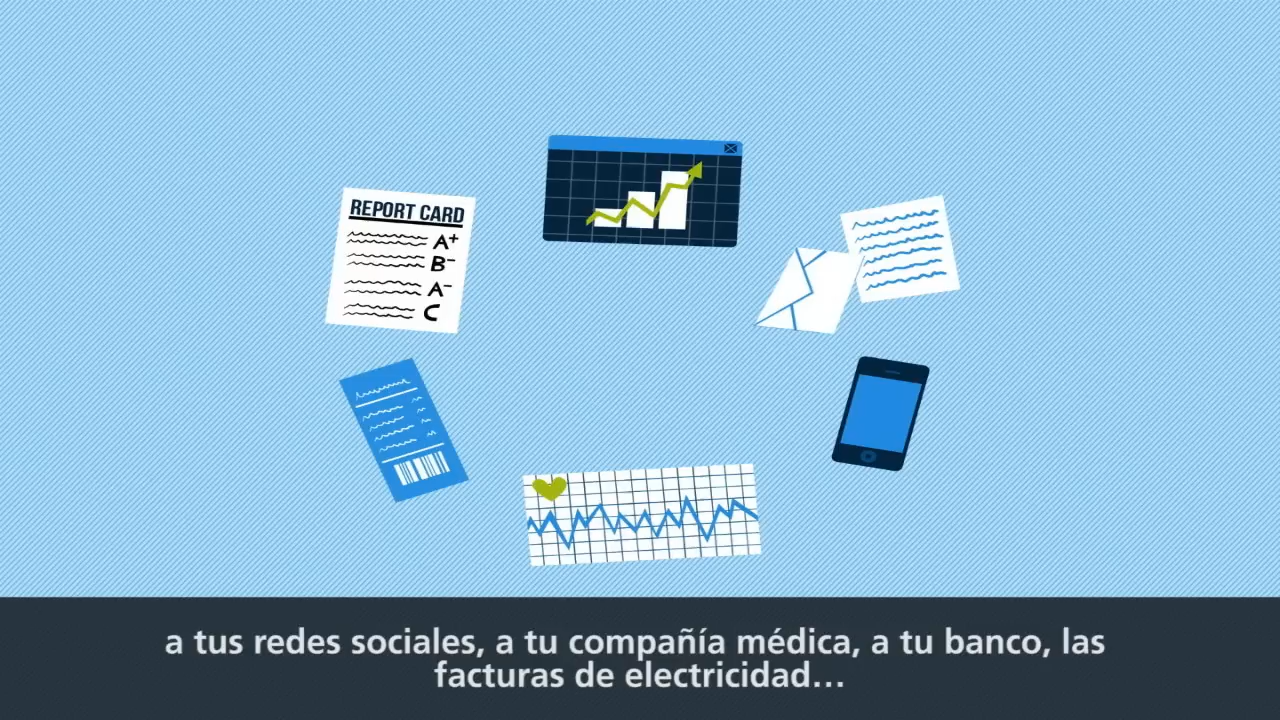 REPORT CARD
A+
B-
A-
C
a tus redes sociales, a tu compañía médica, a tu banco, las
facturas de electricidad...